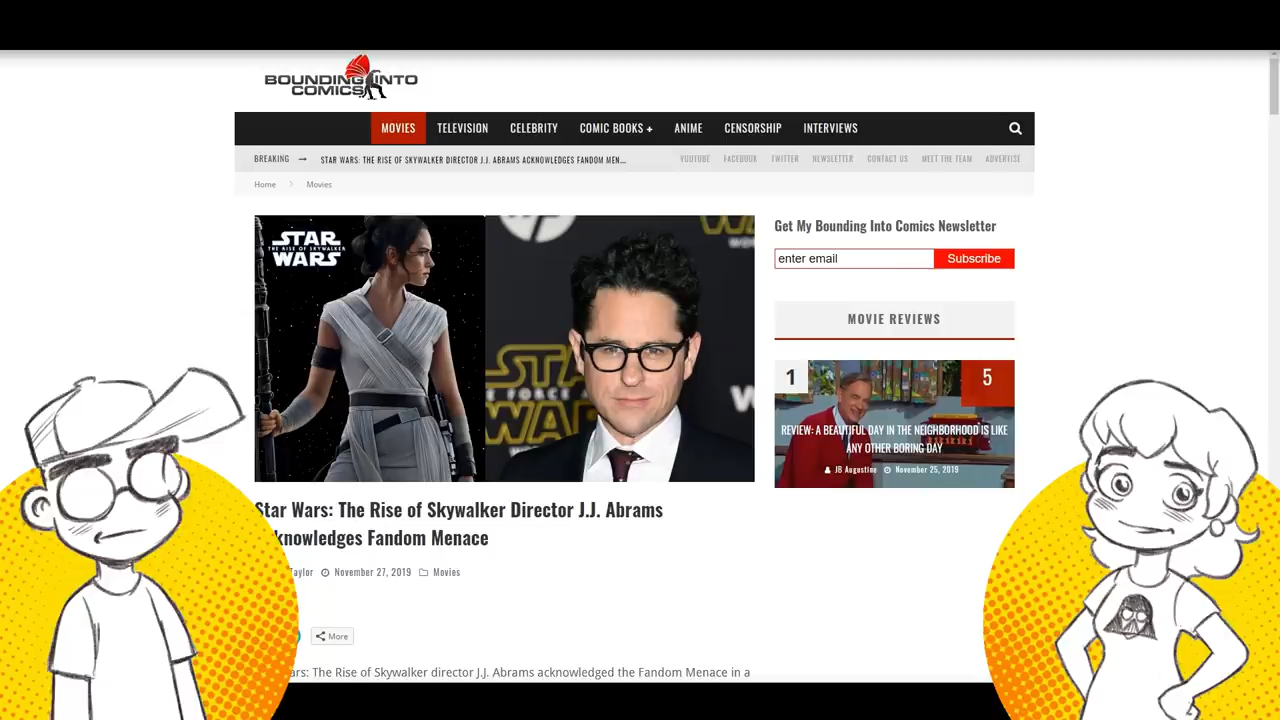 BOUNDING INTO
COMICS
MOVIES TELEVISION CELEBRITY COMIC BOOKS + ANIME CENSORSHIP INTERVIEWS
BREAKING → STAR WARS: THE RISE OF SKYWALKER DIRECTOR J.J. ABRAMS ACKNOWLEDGES FANDOM MEN... YOUTUBE FACEBOOK TWITTER NEWSLETTER CONTACT US MEET THE TEAM ADVERTISE
Home > Movies
STAR
THE RISE OF SKYWALKER
WARS
STA
E FORCE
WAR
Star Wars: The Rise of Skywalker Director J.J. Abrams
knowledges Fandom Menace
Taylor November 27, 2019 Movies
More
ars: The Rise of Skywalker director J.J. Abrams acknowledged the Fandom Menace in a
Get My Bounding Into Comics Newsletter
enter email Subscribe
MOVIE REVIEWS
1 5
REVIEW: A BEAUTIFUL DAY IN THE NEIGHBORHOOD IS LIKE
ANY OTHER BORING DAY
JB Augustine November 25, 2019